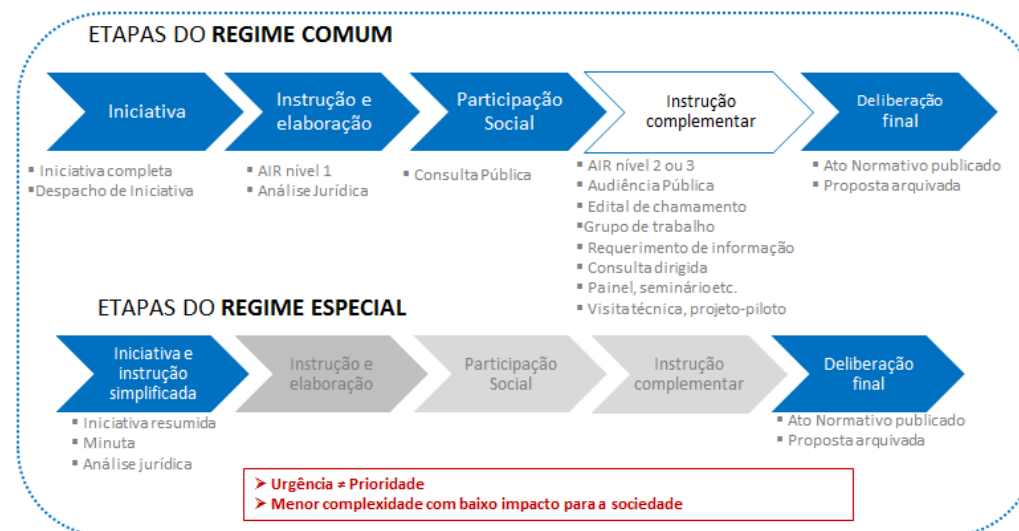 ETAPAS DO REGIME COMUM
Iniciativa
▪ Iniciativa completa
▪Despacho de Iniciativa
Instrução e
elaboração
▪ AIR nível 1
▪ Análise Jurídica
Participação
Social
▪ Consulta Pública
Instrução
complementar
▪ AIR nível 2 ou 3
▪ Audiência Pública
▪ Edital de chamamento
▪Grupo de trabalho
▪ Requerimento de informação
▪ Consulta dirigida
▪ Painel, seminário etc.
▪ Visita técnica, projeto-piloto
Deliberação
final
▪ Ato Normativo publicado
▪ Proposta arquivada
ETAPAS DO REGIME ESPECIAL
Iniciativa e
instrução
simplificada
▪ Iniciativa resumida
▪ Minuta
▪ Análise jurídica
Instrução e
elaboração
Participação
Social
Instrução
complementar
Deliberação
final
▪ Ato Normativo publicado
▪ Proposta arquivada
➢ Urgência ≠ Prioridade
➢ Menor complexidade com baixo impacto para a sociedade